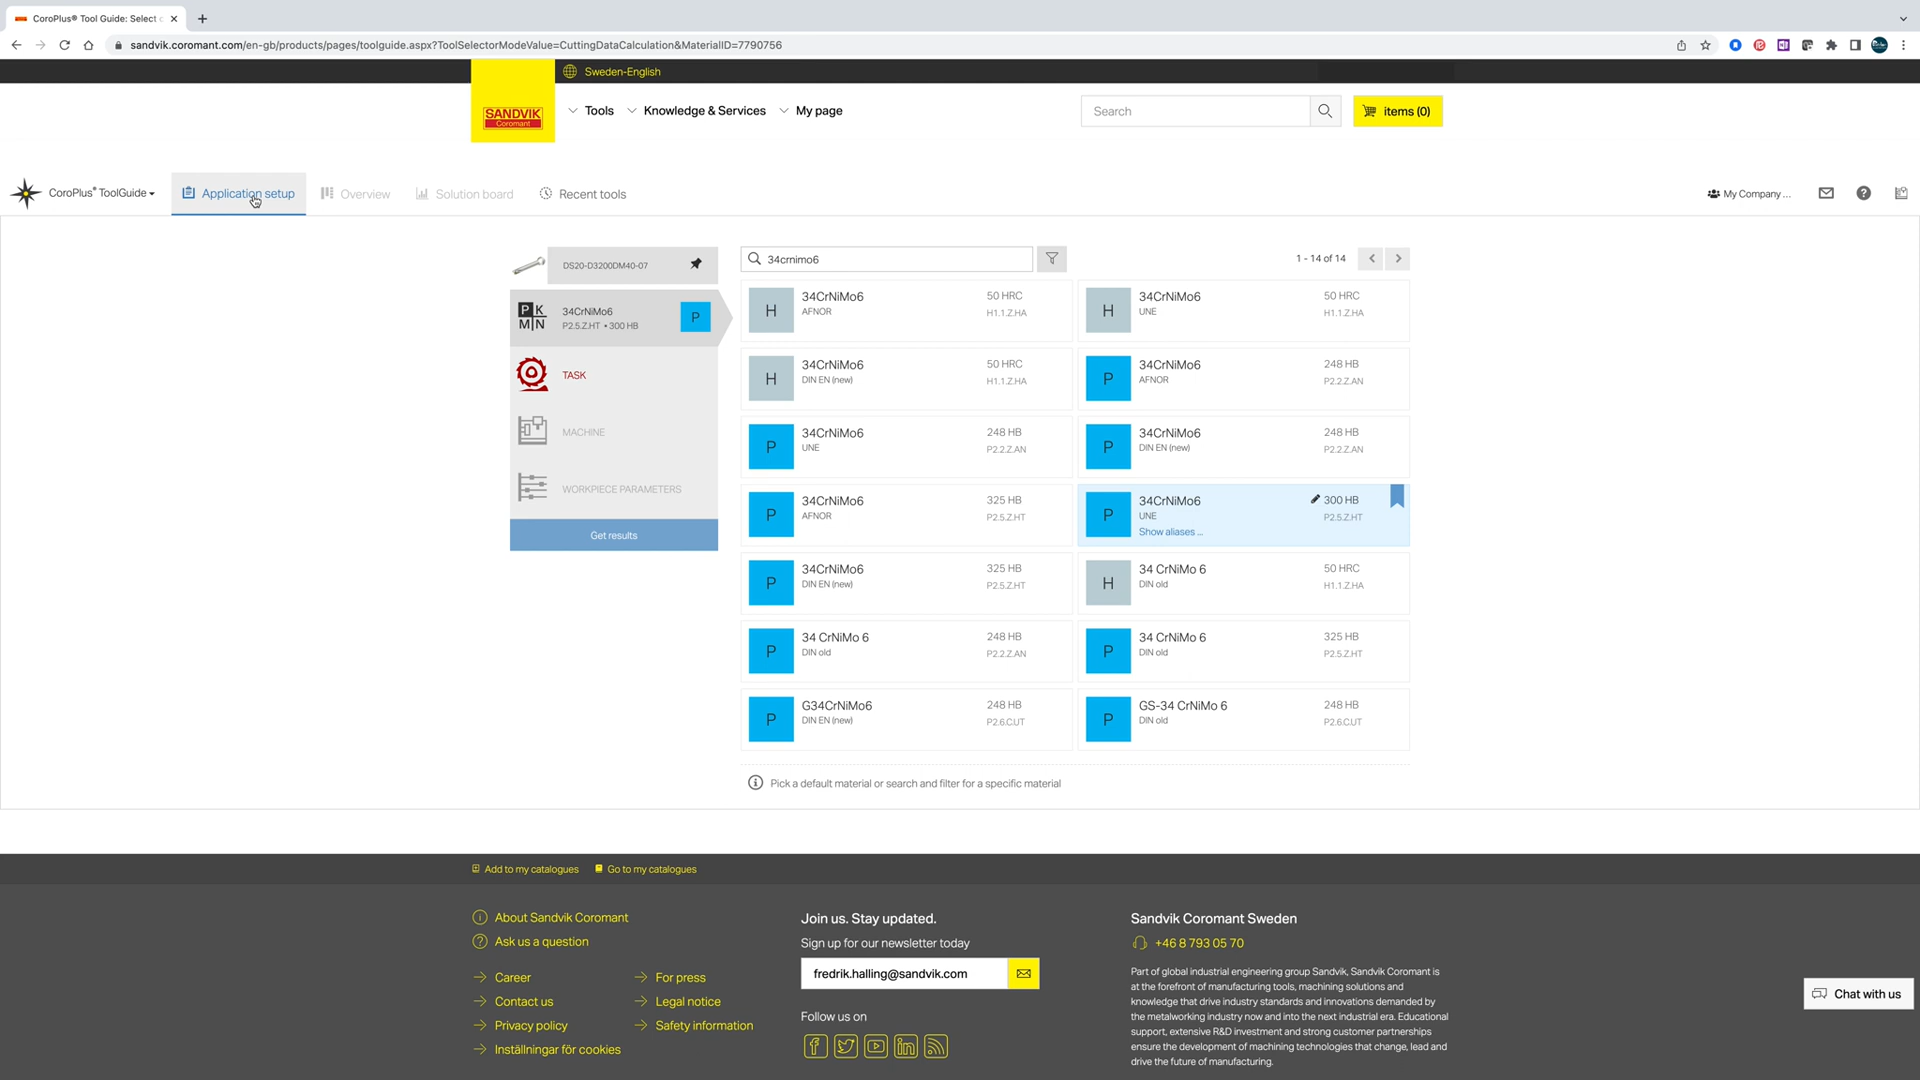 CoroPlus® Tool Guide: Select c
sandvik.coromant.com/en-gb/products/pages/toolguide.aspx?ToolSelectorModeValue=CuttingDataCalculation&MaterialID=7790756
Sweden-English
SANDVIK
Coromant
Tools
Knowledge & Services
My page
Search
items (0)
CoroPlus® ToolGuide
Application setup
Overview
Solution board
Recent tools
My Company ...
DS20-D3200DM40-07
P K
M N
34CrNiMo6
P2.5.Z.HT • 300 HB
P
TASK
MACHINE
WORKPIECE PARAMETERS
Get results
34crnimo6
1 - 14 of 14
H
34CrNiMo6
AFNOR
50 HRC
H1.1.Z.HA
H
34CrNiMo6
UNE
50 HRC
H1.1.Z.HA
H
34CrNiMo6
DIN EN (new)
50 HRC
H1.1.Z.HA
P
34CrNiMo6
AFNOR
248 HB
P2.2.Z.AN
P
34CrNiMo6
UNE
248 HB
P2.2.Z.AN
P
34CrNiMo6
DIN EN (new)
248 HB
P2.2.Z.AN
P
34CrNiMo6
AFNOR
325 HB
P2.5.Z.HT
P
34CrNiMo6
UNE
Show aliases ...
300 HB
P2.5.Z.HT
P
34CrNiMo6
DIN EN (new)
325 HB
P2.5.Z.HT
H
34 CrNiMo 6
DIN old
50 HRC
H1.1.Z.HA
P
34 CrNiMo 6
DIN old
248 HB
P2.2.Z.AN
P
34 CrNiMo 6
DIN old
325 HB
P2.5.Z.HT
P
G34CrNiMo6
DIN EN (new)
248 HB
P2.6.C.UT
P
GS-34 CrNiMo 6
DIN old
248 HB
P2.6.C.UT
Pick a default material or search and filter for a specific material
Add to my catalogues
Go to my catalogues
About Sandvik Coromant
Ask us a question
Career
Contact us
Privacy policy
Inställningar för cookies
For press
Legal notice
Safety information
Join us. Stay updated.
Sign up for our newsletter today
fredrik.halling@sandvik.com
Follow us on
Sandvik Coromant Sweden
+46 8 793 05 70
Part of global industrial engineering group Sandvik, Sandvik Coromant is
at the forefront of manufacturing tools, machining solutions and
knowledge that drive industry standards and innovations demanded by
the metalworking industry now and into the next industrial era. Educational
support, extensive R&D investment and strong customer partnerships
ensure the development of machining technologies that change, lead and
drive the future of manufacturing.
Chat with us